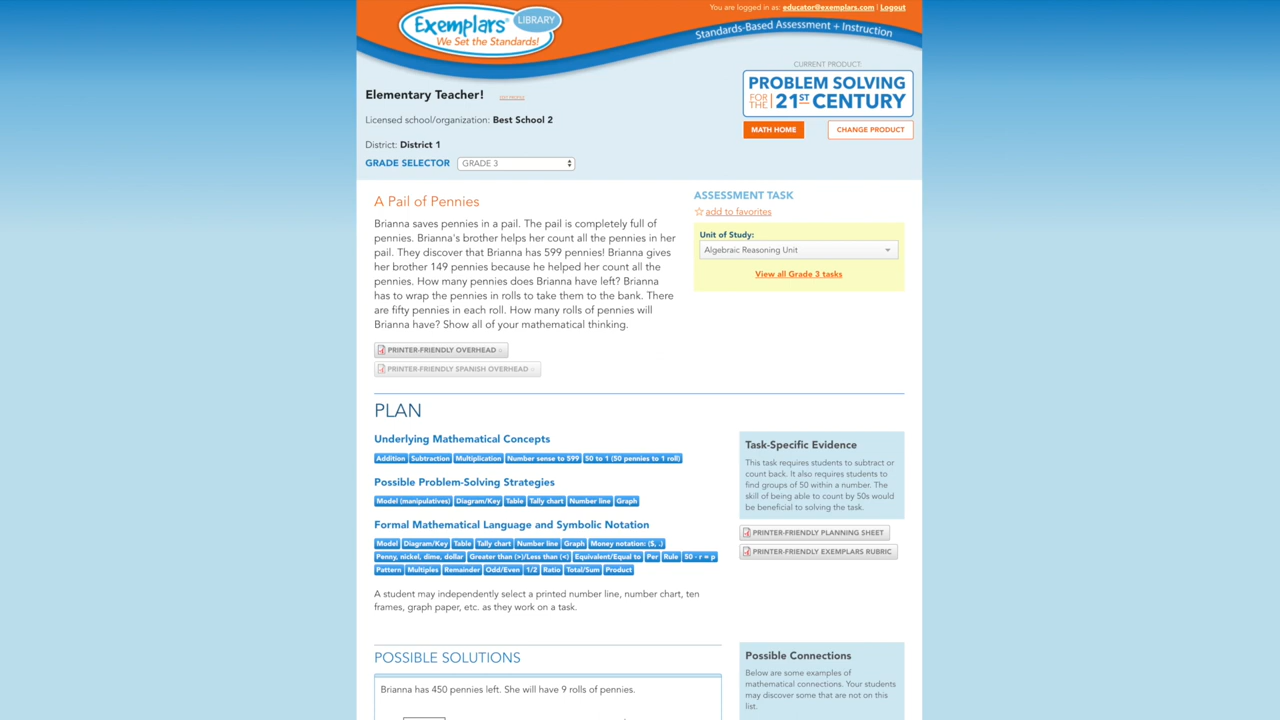 You are logged in as: educator@exemplars.com | Logout
Exemplars® LIBRARY
We Set the Standards!
Standards-Based Assessment + Instruction
CURRENT PRODUCT:
PROBLEM SOLVING
FOR THE 21ST CENTURY
MATH HOME
CHANGE PRODUCT
Elementary Teacher!
Licensed school/organization: Best School 2
District: District 1
GRADE SELECTOR GRADE 3
A Pail of Pennies
Brianna saves pennies in a pail. The pail is completely full of
pennies. Brianna's brother helps her count all the pennies in her
pail. They discover that Brianna has 599 pennies! Brianna gives
her brother 149 pennies because he helped her count all the
pennies. How many pennies does Brianna have left? Brianna
has to wrap the pennies in rolls to take them to the bank. There
are fifty pennies in each roll. How many rolls of pennies will
Brianna have? Show all of your mathematical thinking.
PRINTER-FRIENDLY OVERHEAD »
PRINTER-FRIENDLY SPANISH OVERHEAD »
ASSESSMENT TASK
☆ add to favorites
Unit of Study:
Algebraic Reasoning Unit
View all Grade 3 tasks
PLAN
Underlying Mathematical Concepts
Addition Subtraction Multiplication Number sense to 599 50 to 1 (50 pennies to 1 roll)
Possible Problem-Solving Strategies
Model (manipulatives) Diagram/Key Table Tally chart Number line Graph
Formal Mathematical Language and Symbolic Notation
Model Diagram/Key Table Tally chart Number line Graph Money notation: ($, .)
Penny, nickel, dime, dollar Greater than (>)/Less than (<) Equivalent/Equal to Per Rule 50 · r = p
Pattern Multiples Remainder Odd/Even 1/2 Ratio Total/Sum Product
A student may independently select a printed number line, number chart, ten
frames, graph paper, etc. as they work on a task.
Task-Specific Evidence
This task requires students to subtract or
count back. It also requires students to
find groups of 50 within a number. The
skill of being able to count by 50s would
be beneficial to solving the task.
PRINTER-FRIENDLY PLANNING SHEET
PRINTER-FRIENDLY EXEMPLARS RUBRIC
POSSIBLE SOLUTIONS
Brianna has 450 pennies left. She will have 9 rolls of pennies.
Possible Connections
Below are some examples of
mathematical connections. Your students
may discover some that are not on this
list.